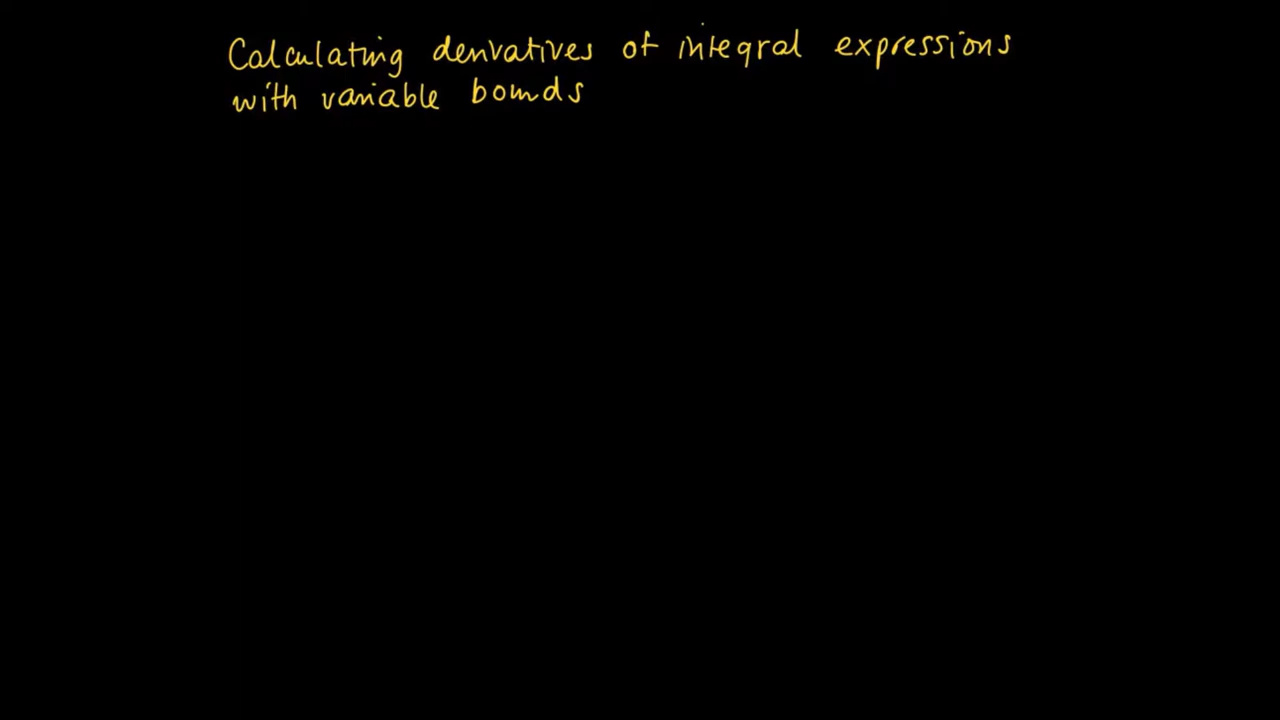 Calculating derivatives of integral expressions
with variable bounds